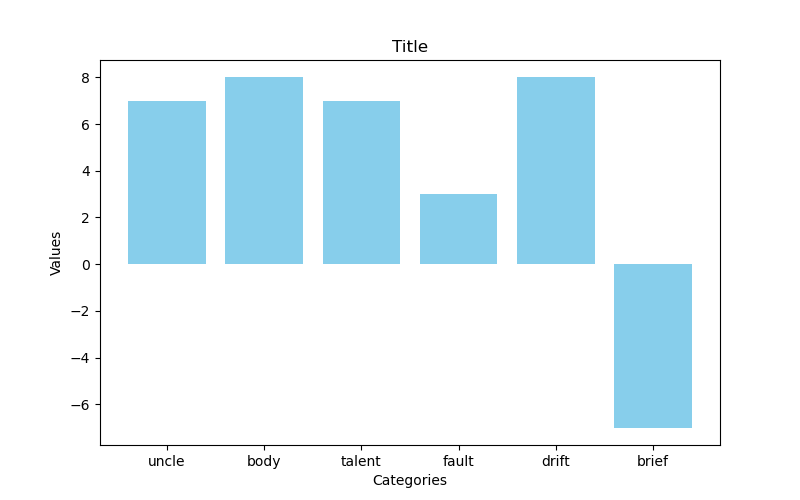 Title
8
6
4
2
0
−2
−4
−6
Values
uncle body talent fault drift brief
Categories